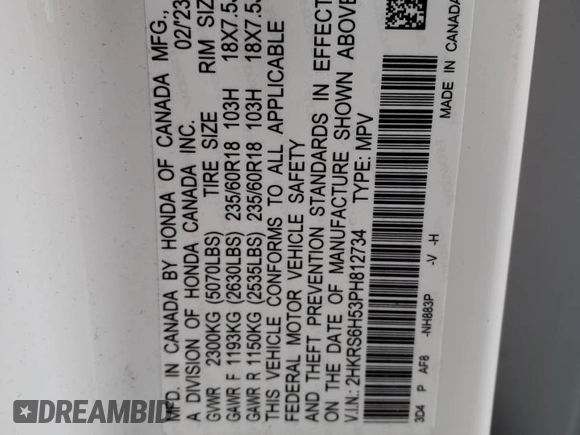 MFD. IN CANADA BY HONDA OF CANADA MFG.,
A DIVISION OF HONDA CANADA INC. 02/'23
GVWR 2300KG (5070LBS) TIRE SIZE RIM SIZE
GAWR F 1193KG (2630LBS) 235/60R18 103H 18X7.5J
GAWR R 1150KG (2535LBS) 235/60R18 103H 18X7.5J
THIS VEHICLE CONFORMS TO ALL APPLICABLE
FEDERAL MOTOR VEHICLE SAFETY
AND THEFT PREVENTION STANDARDS IN EFFECT
ON THE DATE OF MANUFACTURE SHOWN ABOVE
V.I.N.: 2HKRS6H53PH812734 TYPE: MPV
3D4 P AF8 -NH883P -V -H
MADE IN CANADA
DREAMBID